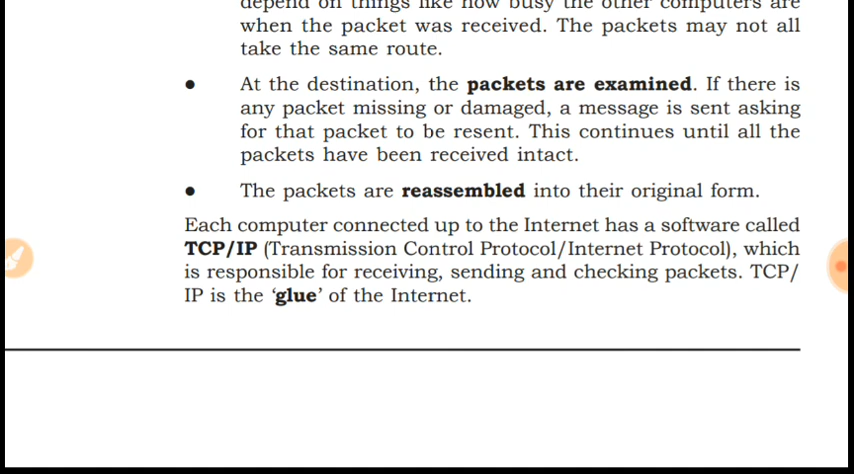 depend on things like how busy the other computers are
when the packet was received. The packets may not all
take the same route.
● At the destination, the packets are examined. If there is
any packet missing or damaged, a message is sent asking
for that packet to be resent. This continues until all the
packets have been received intact.
● The packets are reassembled into their original form.
Each computer connected up to the Internet has a software called
TCP/IP (Transmission Control Protocol/Internet Protocol), which
is responsible for receiving, sending and checking packets. TCP/
IP is the ‘glue’ of the Internet.